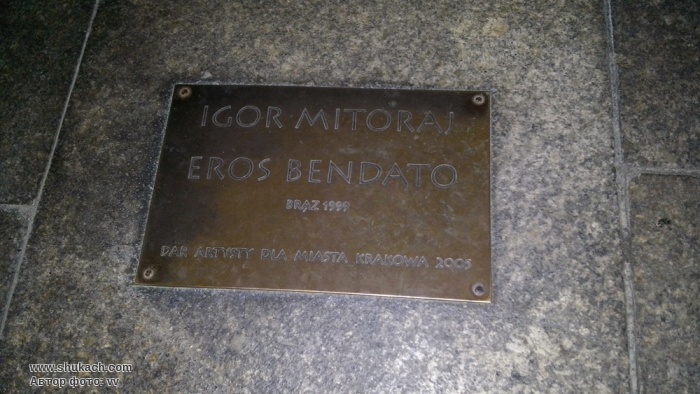 IGOR MITORAJ
EROS BENDATO
BRĄZ 1999
DAR ARTYSTY DLA MIASTA KRAKOWA 2005
www.shukach.com
Автор фото: vv